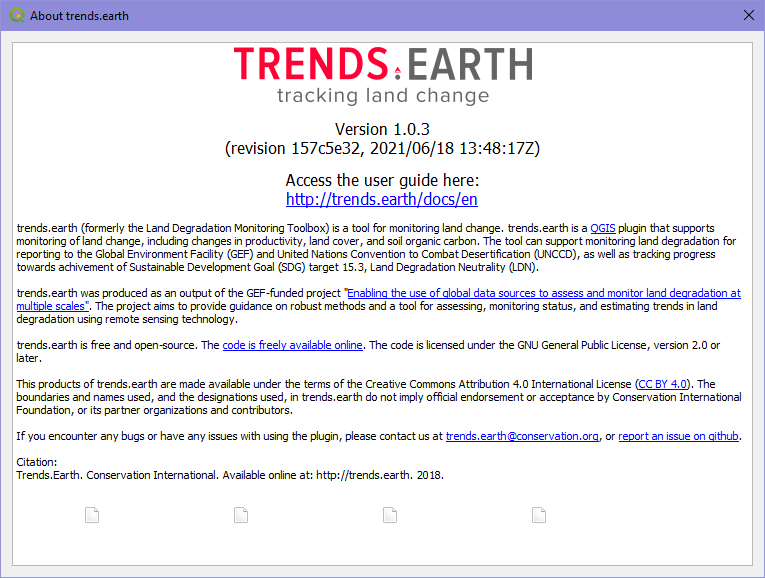 About trends.earth
TRENDS.EARTH
tracking land change
Version 1.0.3
(revision 157c5e32, 2021/06/18 13:48:17Z)
Access the user guide here:
http://trends.earth/docs/en
trends.earth (formerly the Land Degradation Monitoring Toolbox) is a tool for monitoring land change. trends.earth is a QGIS plugin that supports
monitoring of land change, including changes in productivity, land cover, and soil organic carbon. The tool can support monitoring land degradation for
reporting to the Global Environment Facility (GEF) and United Nations Convention to Combat Desertification (UNCCD), as well as tracking progress
towards achivement of Sustainable Development Goal (SDG) target 15.3, Land Degradation Neutrality (LDN).
trends.earth was produced as an output of the GEF-funded project "Enabling the use of global data sources to assess and monitor land degradation at
multiple scales". The project aims to provide guidance on robust methods and a tool for assessing, monitoring status, and estimating trends in land
degradation using remote sensing technology.
trends.earth is free and open-source. The code is freely available online. The code is licensed under the GNU General Public License, version 2.0 or
later.
This products of trends.earth are made available under the terms of the Creative Commons Attribution 4.0 International License (CC BY 4.0). The
boundaries and names used, and the designations used, in trends.earth do not imply official endorsement or acceptance by Conservation International
Foundation, or its partner organizations and contributors.
If you encounter any bugs or have any issues with using the plugin, please contact us at trends.earth@conservation.org, or report an issue on github.
Citation:
Trends.Earth. Conservation International. Available online at: http://trends.earth. 2018.